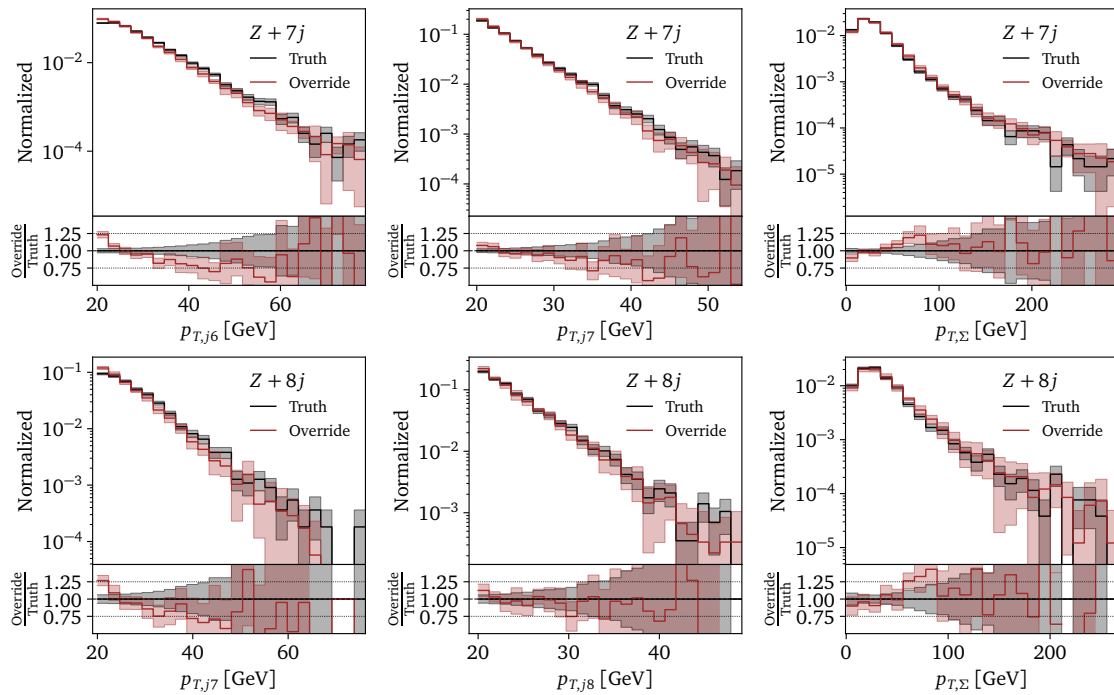 Normalized
10^{-2}
10^{-4}
Z + 7j
Truth
Override
Override
Truth
1.25
1.00
0.75
20
40
60
p_{T,j6} [GeV]
Normalized
10^{-1}
10^{-2}
10^{-3}
10^{-4}
Z + 7j
Truth
Override
Override
Truth
1.25
1.00
0.75
20
30
40
50
p_{T,j7} [GeV]
Normalized
10^{-2}
10^{-3}
10^{-4}
10^{-5}
Z + 7j
Truth
Override
Override
Truth
1.25
1.00
0.75
0
100
200
p_{T,Σ} [GeV]
Normalized
10^{-1}
10^{-2}
10^{-3}
10^{-4}
Z + 8j
Truth
Override
Override
Truth
1.25
1.00
0.75
20
40
60
p_{T,j7} [GeV]
Normalized
10^{-1}
10^{-2}
10^{-3}
Z + 8j
Truth
Override
Override
Truth
1.25
1.00
0.75
20
30
40
p_{T,j8} [GeV]
Normalized
10^{-2}
10^{-3}
10^{-4}
10^{-5}
Z + 8j
Truth
Override
Override
Truth
1.25
1.00
0.75
0
100
200
p_{T,Σ} [GeV]